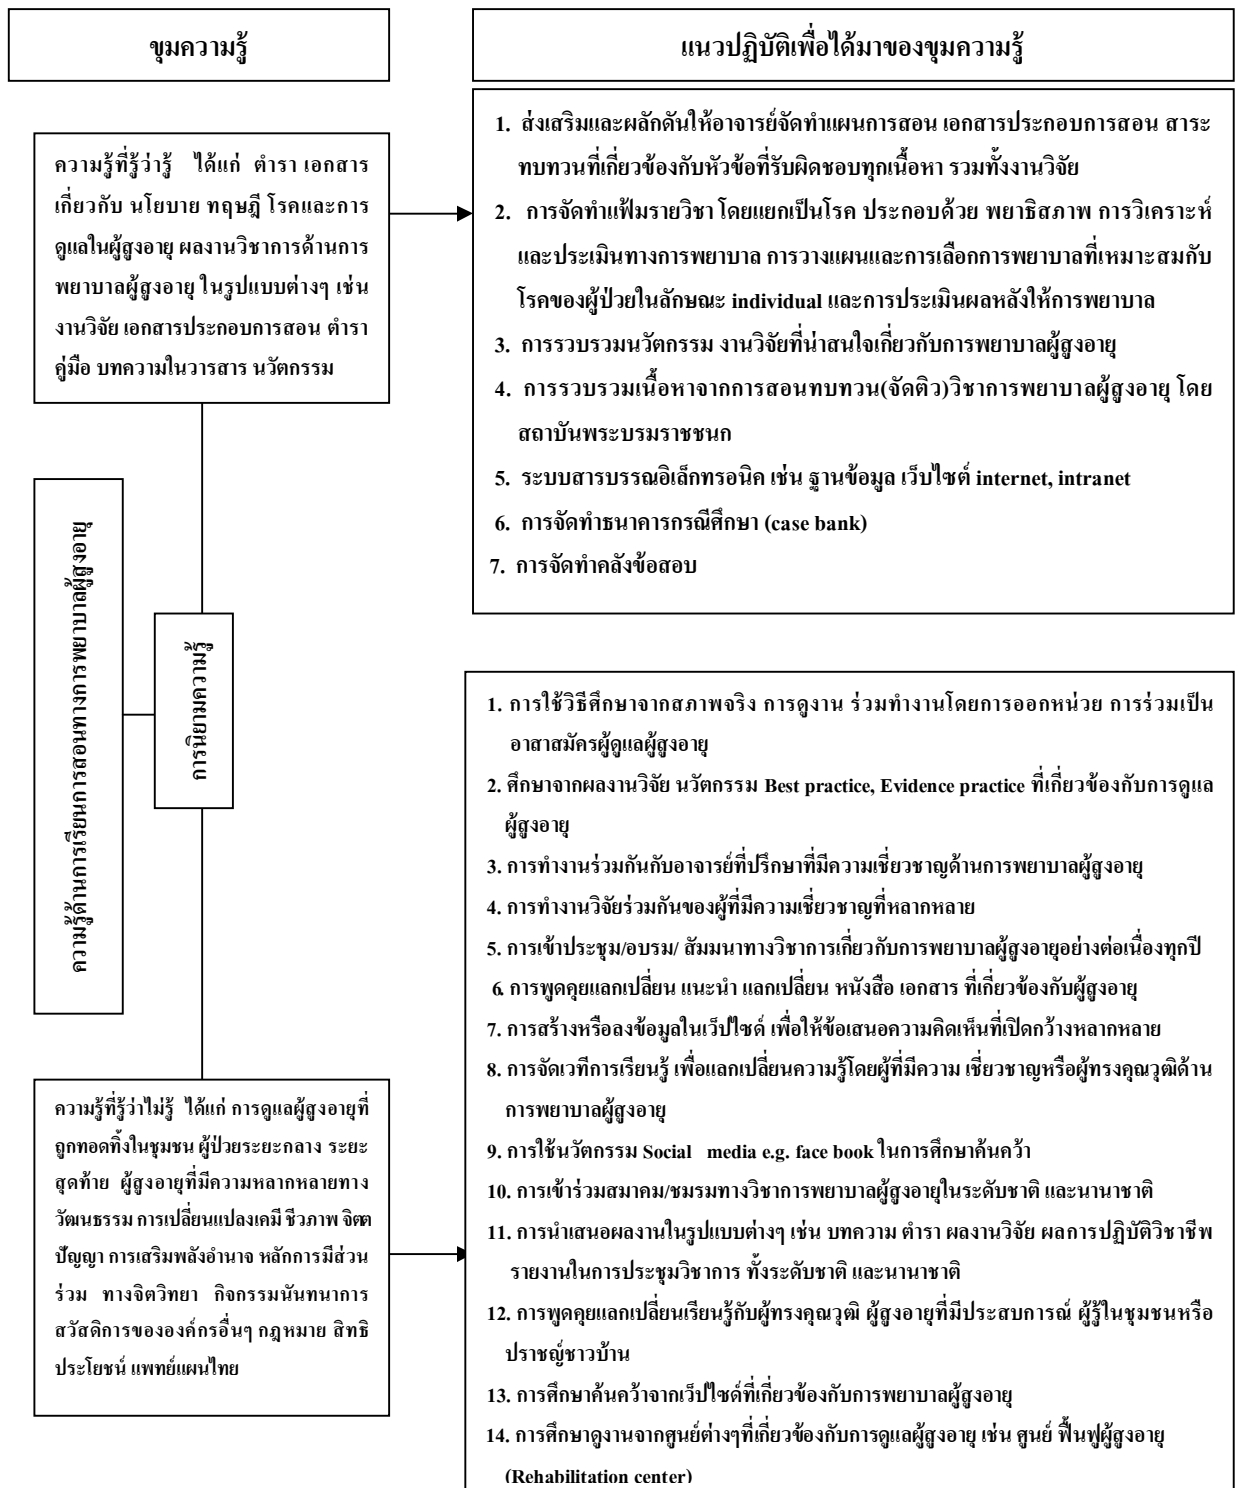 ขุมความรู้
แนวปฏิบัติเพื่อได้มาของขุมความรู้
ความรู้ที่รู้ว่ารู้ ได้แก่ ตำรา เอกสาร
เกี่ยวกับ นโยบาย ทฤษฎี โรคและการ
ดูแลในผู้สูงอายุ ผลงานวิชาการด้านการ
พยาบาลผู้สูงอายุ ในรูปแบบต่างๆ เช่น
งานวิจัย เอกสารประกอบการสอน ตำรา
คู่มือ บทความในวารสาร นวัตกรรม
1. ส่งเสริมและผลักดันให้อาจารย์จัดทำแผนการสอน เอกสารประกอบการสอน สาระ
ทบทวนที่เกี่ยวข้องกับหัวข้อที่รับผิดชอบทุกเนื้อหา รวมทั้งงานวิจัย
2. การจัดทำแฟ้มรายวิชา โดยแยกเป็นโรค ประกอบด้วย พยาธิสภาพ การวิเคราะห์
และประเมินทางการพยาบาล การวางแผนและการเลือกการพยาบาลที่เหมาะสมกับ
โรคของผู้ป่วยในลักษณะ individual และการประเมินผลหลังให้การพยาบาล
3. การรวบรวมนวัตกรรม งานวิจัยที่น่าสนใจเกี่ยวกับการพยาบาลผู้สูงอายุ
4. การรวบรวมเนื้อหาจากการสอนทบทวน(จัดติว)วิชาการพยาบาลผู้สูงอายุ โดย
สถาบันพระบรมราชชนก
5. ระบบสารบรรณอิเล็กทรอนิค เช่น ฐานข้อมูล เว็บไซต์ internet, intranet
6. การจัดทำธนาคารกรณีศึกษา (case bank)
7. การจัดทำคลังข้อสอบ
ความรู้ด้านการเรียนการสอนทางการพยาบาลผู้สูงอายุ
การนิยามความรู้
ความรู้ที่รู้ว่าไม่รู้ ได้แก่ การดูแลผู้สูงอายุที่
ถูกทอดทิ้งในชุมชน ผู้ป่วยระยะกลาง ระยะ
สุดท้าย ผู้สูงอายุที่มีความหลากหลายทาง
วัฒนธรรม การเปลี่ยนแปลงเคมี ชีวภาพ จิตต
ปัญญา การเสริมพลังอำนาจ หลักการมีส่วน
ร่วม ทางจิตวิทยา กิจกรรมนันทนาการ
สวัสดิการขององค์กรอื่นๆ กฎหมาย สิทธิ
ประโยชน์ แพทย์แผนไทย
1. การใช้วิธีศึกษาจากสภาพจริง การดูงาน ร่วมทำงานโดยการออกหน่วย การร่วมเป็น
อาสาสมัครผู้ดูแลผู้สูงอายุ
2. ศึกษาจากผลงานวิจัย นวัตกรรม Best practice, Evidence practice ที่เกี่ยวข้องกับการดูแล
ผู้สูงอายุ
3. การทำงานร่วมกันกับอาจารย์ที่ปรึกษาที่มีความเชี่ยวชาญด้านการพยาบาลผู้สูงอายุ
4. การทำงานวิจัยร่วมกันของผู้ที่มีความเชี่ยวชาญที่หลากหลาย
5. การเข้าประชุม/อบรม/ สัมมนาทางวิชาการเกี่ยวกับการพยาบาลผู้สูงอายุอย่างต่อเนื่องทุกปี
6. การพูดคุยแลกเปลี่ยน แนะนำ แลกเปลี่ยน หนังสือ เอกสาร ที่เกี่ยวข้องกับผู้สูงอายุ
7. การสร้างหรือลงข้อมูลในเว็ปไซด์ เพื่อให้ข้อเสนอความคิดเห็นที่เปิดกว้างหลากหลาย
8. การจัดเวทีการเรียนรู้ เพื่อแลกเปลี่ยนความรู้โดยผู้ที่มีความ เชี่ยวชาญหรือผู้ทรงคุณวุฒิด้าน
การพยาบาลผู้สูงอายุ
9. การใช้นวัตกรรม Social media e.g. face book ในการศึกษาค้นคว้า
10. การเข้าร่วมสมาคม/ชมรมทางวิชาการพยาบาลผู้สูงอายุในระดับชาติ และนานาชาติ
11. การนำเสนอผลงานในรูปแบบต่างๆ เช่น บทความ ตำรา ผลงานวิจัย ผลการปฏิบัติวิชาชีพ
รายงานในการประชุมวิชาการ ทั้งระดับชาติ และนานาชาติ
12. การพูดคุยแลกเปลี่ยนเรียนรู้กับผู้ทรงคุณวุฒิ ผู้สูงอายุที่มีประสบการณ์ ผู้รู้ในชุมชนหรือ
ปราชญ์ชาวบ้าน
13. การศึกษาค้นคว้าจากเว็ปไซด์ที่เกี่ยวข้องกับการพยาบาลผู้สูงอายุ
14. การศึกษาดูงานจากศูนย์ต่างๆที่เกี่ยวข้องกับการดูแลผู้สูงอายุ เช่น ศูนย์ ฟื้นฟูผู้สูงอายุ
(Rehabilitation center)